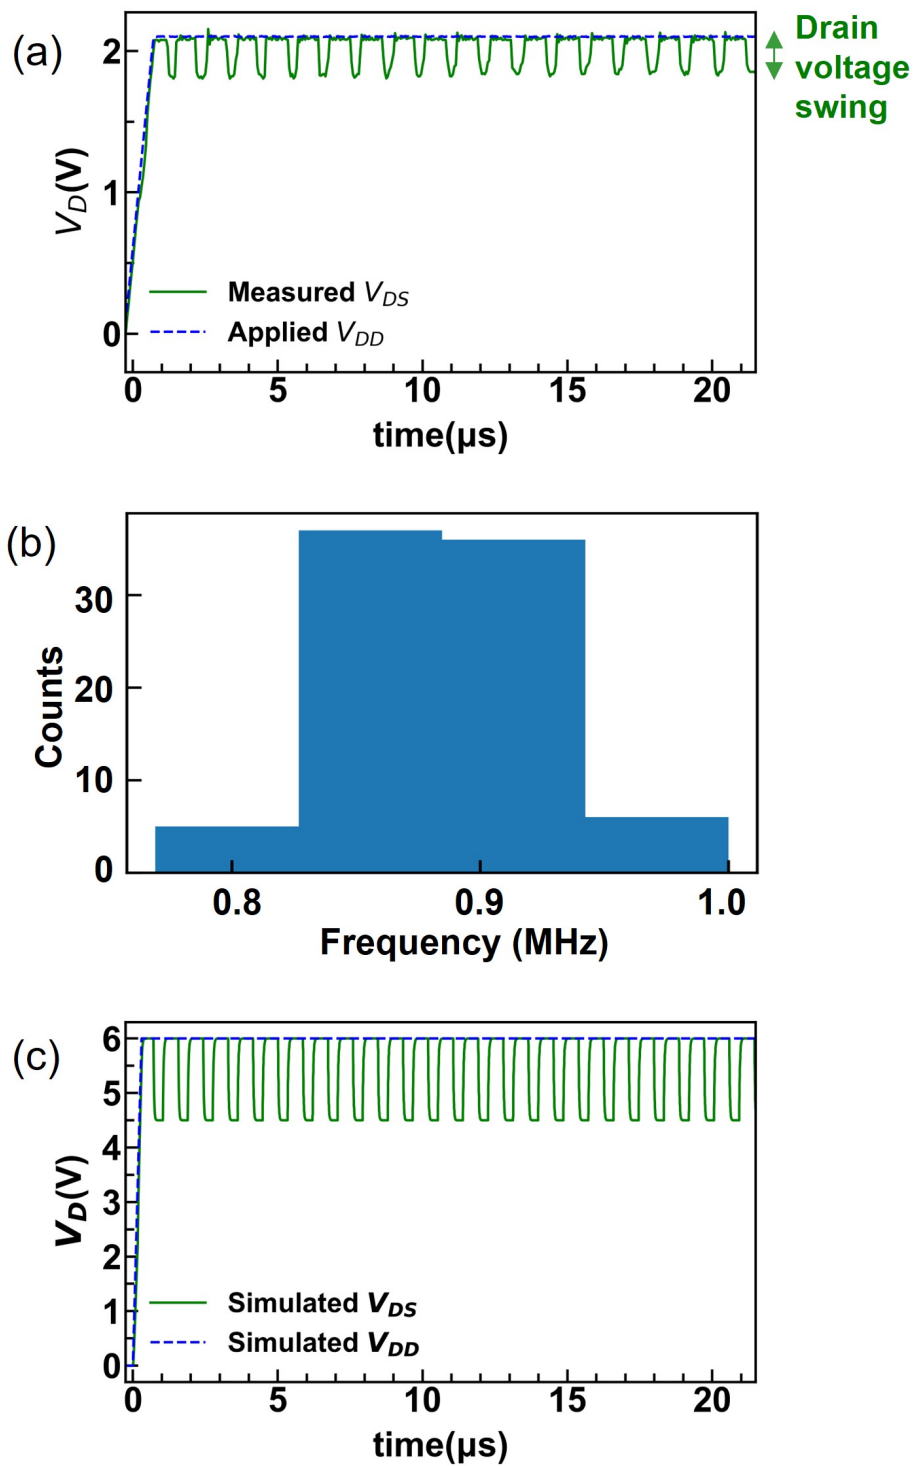 (a)
Drain
voltage
swing
2
1
0
V_D(V)
Measured V_DS
Applied V_DD
0 5 10 15 20
time(µs)
(b)
30
20
10
0
Counts
0.8 0.9 1.0
Frequency (MHz)
(c)
6
5
4
3
2
1
0
V_D(V)
Simulated V_DS
Simulated V_DD
0 5 10 15 20
time(µs)